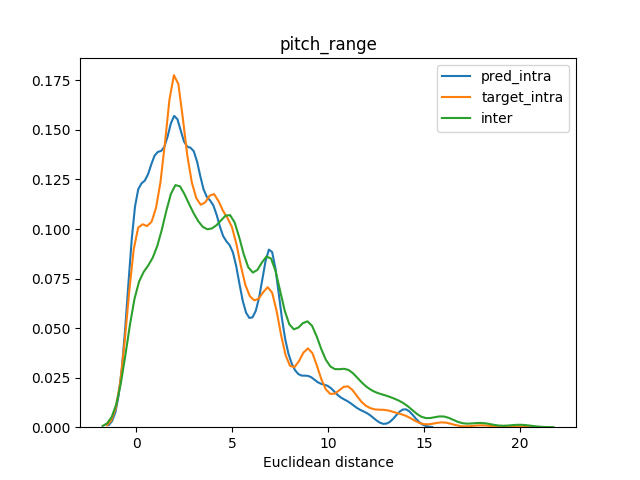 pitch_range
pred_intra
target_intra
inter
0.175
0.150
0.125
0.100
0.075
0.050
0.025
0.000
0 5 10 15 20
Euclidean distance